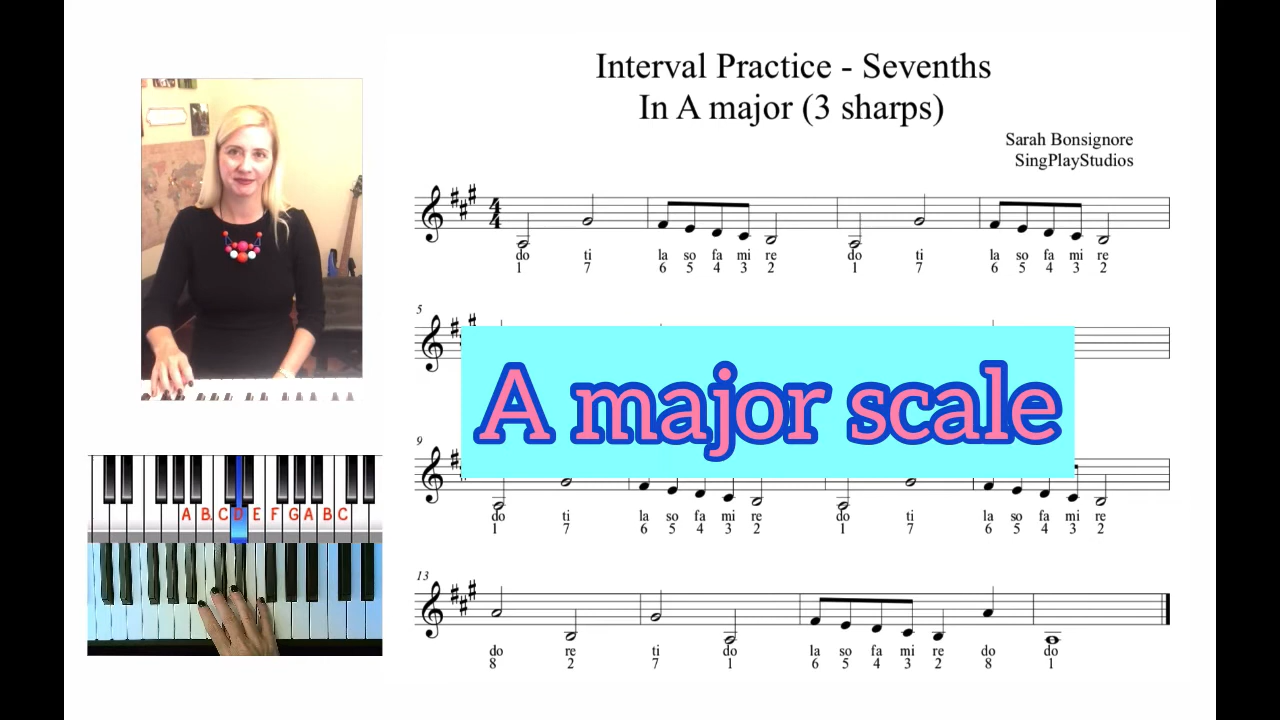 Interval Practice - Sevenths
In A major (3 sharps)
Sarah Bonsignore
SingPlayStudios
4
4
do ti la so fa mi re do ti la so fa mi re
1 7 6 5 4 3 2 1 7 6 5 4 3 2
5
A major scale
9
do ti la so fa mi re do ti la so fa mi re
1 7 6 5 4 3 2 1 7 6 5 4 3 2
A B C D E F G A B C
13
do re ti do la so fa mi re do do
8 2 7 1 6 5 4 3 2 8 1